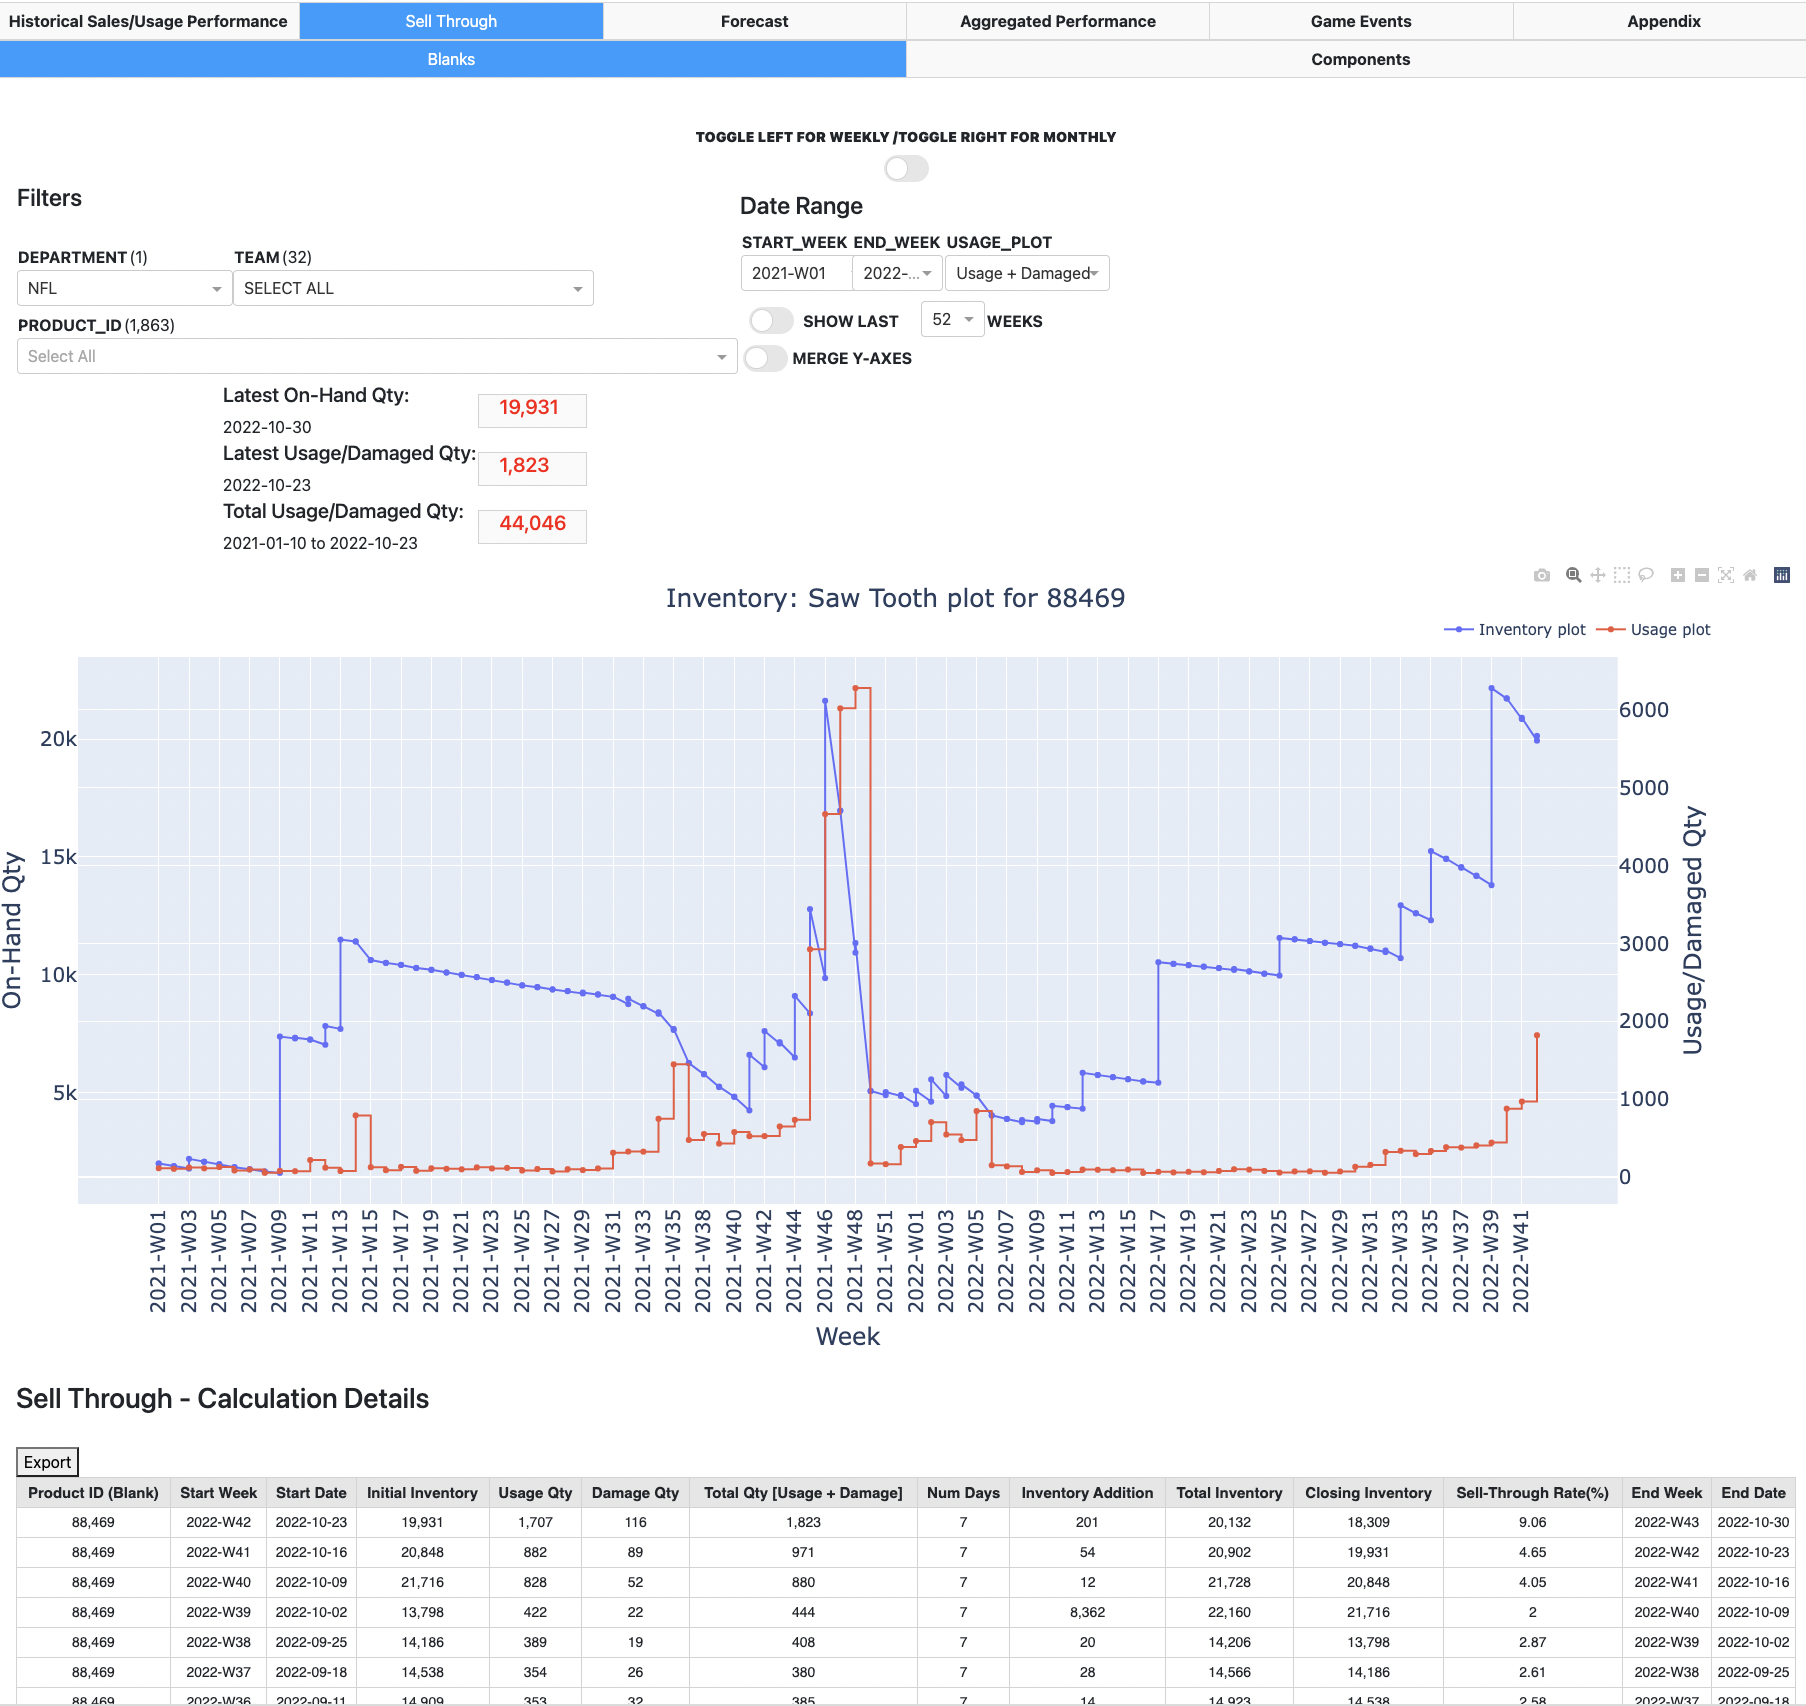 Historical Sales/Usage Performance Sell Through Forecast Aggregated Performance Game Events Appendix
Blanks Components
TOGGLE LEFT FOR WEEKLY /TOGGLE RIGHT FOR MONTHLY
Filters
Date Range
DEPARTMENT (1) TEAM (32)
START_WEEK END_WEEK USAGE_PLOT
NFL SELECT ALL
2021-W01 2022-... Usage + Damaged
PRODUCT_ID (1,863)
SHOW LAST 52 WEEKS
Select All
MERGE Y-AXES
Latest On-Hand Qty: 19,931
2022-10-30
Latest Usage/Damaged Qty: 1,823
2022-10-23
Total Usage/Damaged Qty: 44,046
2021-01-10 to 2022-10-23
Inventory: Saw Tooth plot for 88469
Inventory plot Usage plot
On-Hand Qty
20k
15k
10k
5k
6000
5000
4000
3000
2000
1000
0
Usage/Damaged Qty
2021-W01 2021-W03 2021-W05 2021-W07 2021-W09 2021-W11 2021-W13 2021-W15 2021-W17 2021-W19 2021-W21 2021-W23 2021-W25 2021-W27 2021-W29 2021-W31 2021-W33 2021-W35 2021-W38 2021-W40 2021-W42 2021-W44 2021-W46 2021-W48 2021-W51 2022-W01 2022-W03 2022-W05 2022-W07 2022-W09 2022-W11 2022-W13 2022-W15 2022-W17 2022-W19 2022-W21 2022-W23 2022-W25 2022-W27 2022-W29 2022-W31 2022-W33 2022-W35 2022-W37 2022-W39 2022-W41
Week
Sell Through - Calculation Details
Export
Product ID (Blank) Start Week Start Date Initial Inventory Usage Qty Damage Qty Total Qty [Usage + Damage] Num Days Inventory Addition Total Inventory Closing Inventory Sell-Through Rate(%) End Week End Date
88,469 2022-W42 2022-10-23 19,931 1,707 116 1,823 7 201 20,132 18,309 9.06 2022-W43 2022-10-30
88,469 2022-W41 2022-10-16 20,848 882 89 971 7 54 20,902 19,931 4.65 2022-W42 2022-10-23
88,469 2022-W40 2022-10-09 21,716 828 52 880 7 12 21,728 20,848 4.05 2022-W41 2022-10-16
88,469 2022-W39 2022-10-02 13,798 422 22 444 7 8,362 22,160 21,716 2 2022-W40 2022-10-09
88,469 2022-W38 2022-09-25 14,186 389 19 408 7 20 14,206 13,798 2.87 2022-W39 2022-10-02
88,469 2022-W37 2022-09-18 14,538 354 26 380 7 28 14,566 14,186 2.61 2022-W38 2022-09-25
88,469 2022-W36 2022-09-11 14,909 353 32 385 7 14 14,923 14,538 2.58 2022-W37 2022-09-18